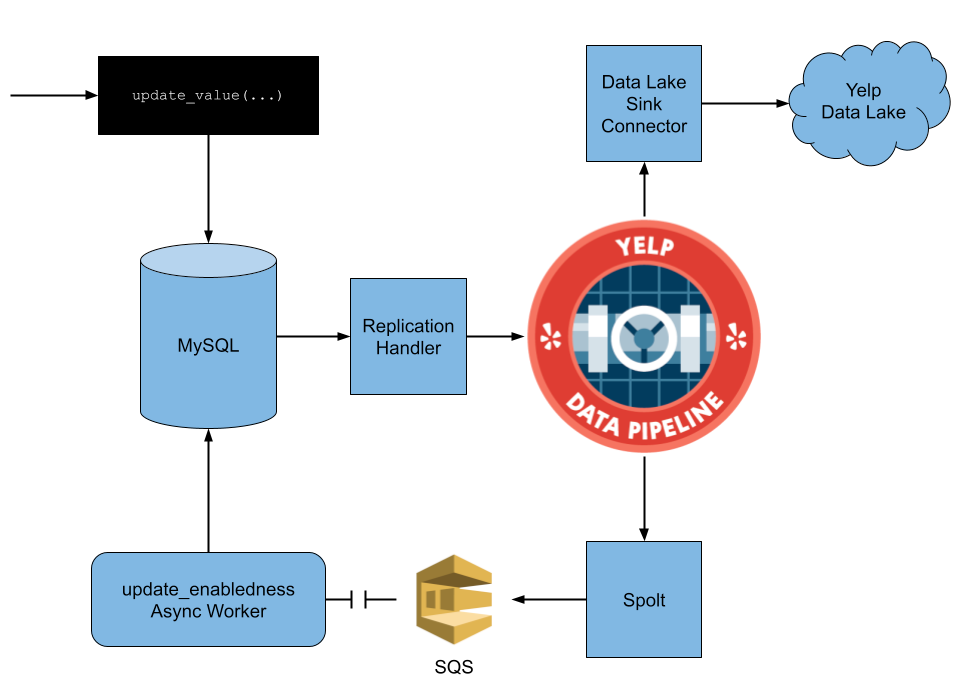 update_value(...)
Data Lake
Sink
Connector
Yelp
Data Lake
MySQL
Replication
Handler
YELP
DATA PIPELINE
update_enabledness
Async Worker
SQS
Spolt